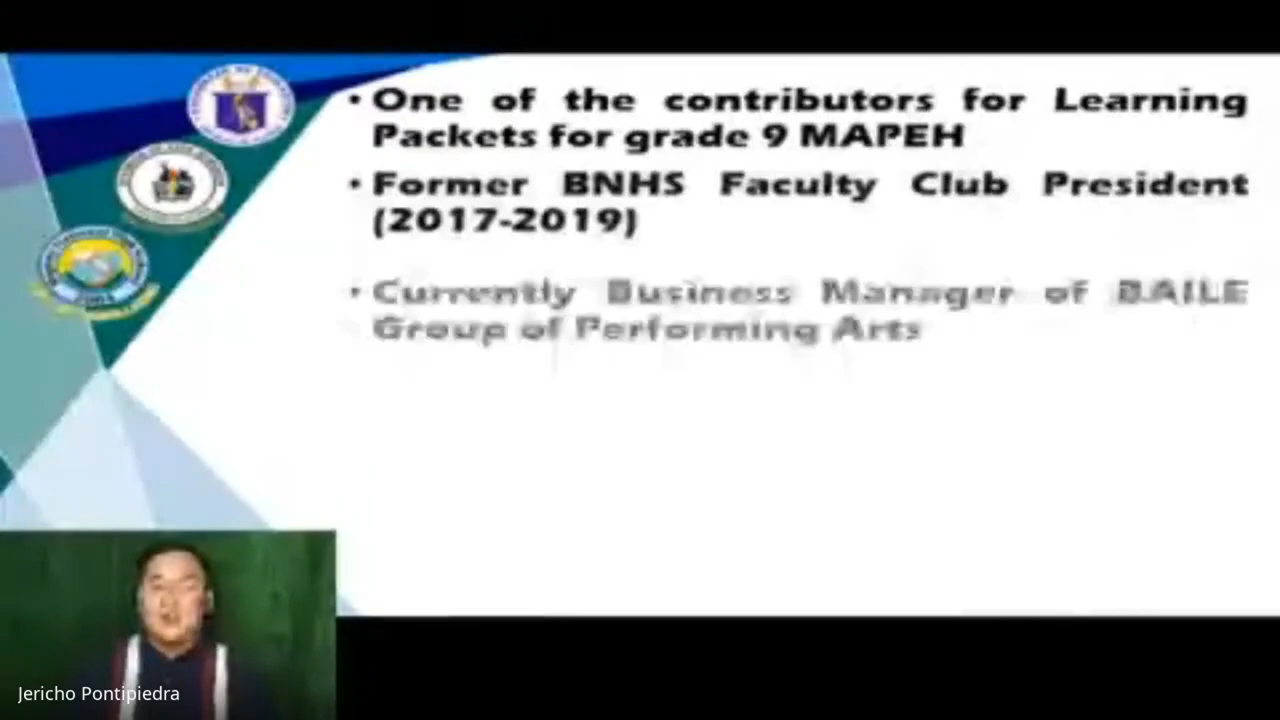 • One of the contributors for Learning
Packets for grade 9 MAPEH
• Former BNHS Faculty Club President
(2017-2019)
• Currently Business Manager of BAILE
Group of Performing Arts
Jericho Pontipiedra